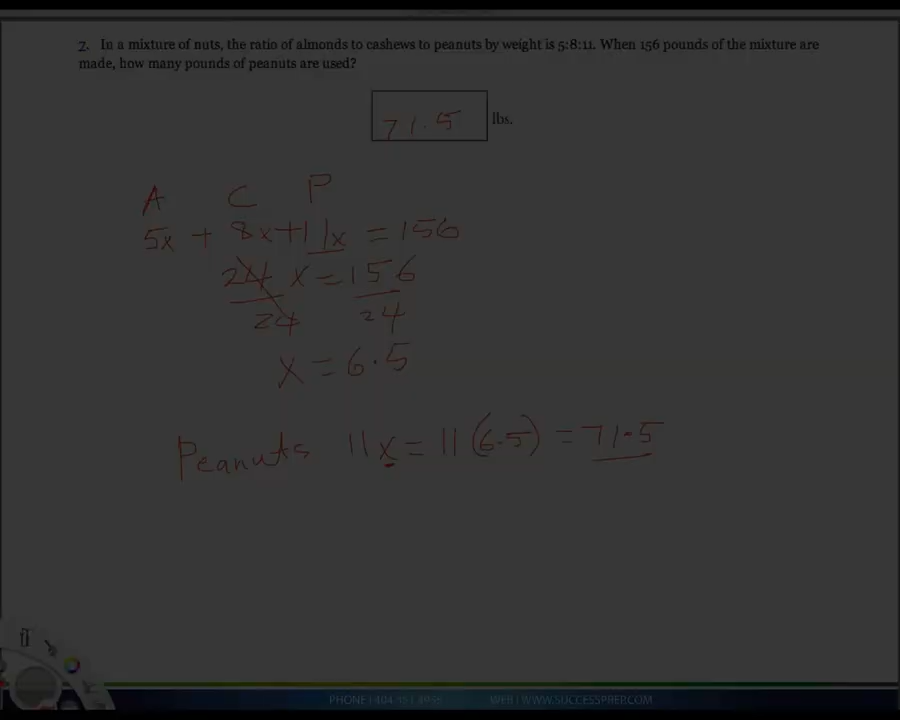 7. In a mixture of nuts, the ratio of almonds to cashews to peanuts by weight is 5:8:11. When 156 pounds of the mixture are
made, how many pounds of peanuts are used?
71.5 lbs.
A C P
5x + 8x+11x = 156
24 x = 156
24 24
x = 6.5
Peanuts 11x = 11(6.5) = 71.5
WEB | WWW.SUCCESSPREP.COM